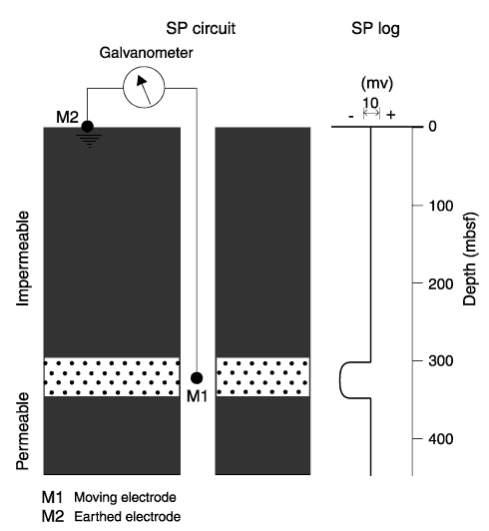 SP circuit
SP log
Galvanometer
(mv)
10
- +
M2
0
100
200
300
400
Depth (mbsf)
Impermeable
Permeable
M1
M1 Moving electrode
M2 Earthed electrode